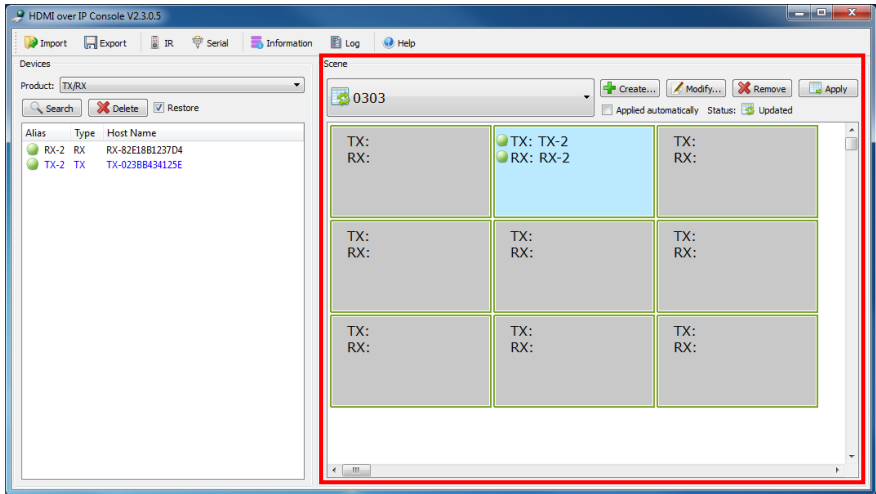 HDMI over IP Console V2.3.0.5
Import Export IR Serial Information Log Help
Devices
Product: TX/RX
Search Delete Restore
Alias Type Host Name
RX-2 RX RX-82E18B1237D4
TX-2 TX TX-023BB434125E
Scene
0303
Create... Modify... Remove Apply
Applied automatically Status: Updated
TX: TX: TX-2 TX:
RX: RX: RX-2 RX:
TX: TX: TX:
RX: RX: RX:
TX: TX: TX:
RX: RX: RX: